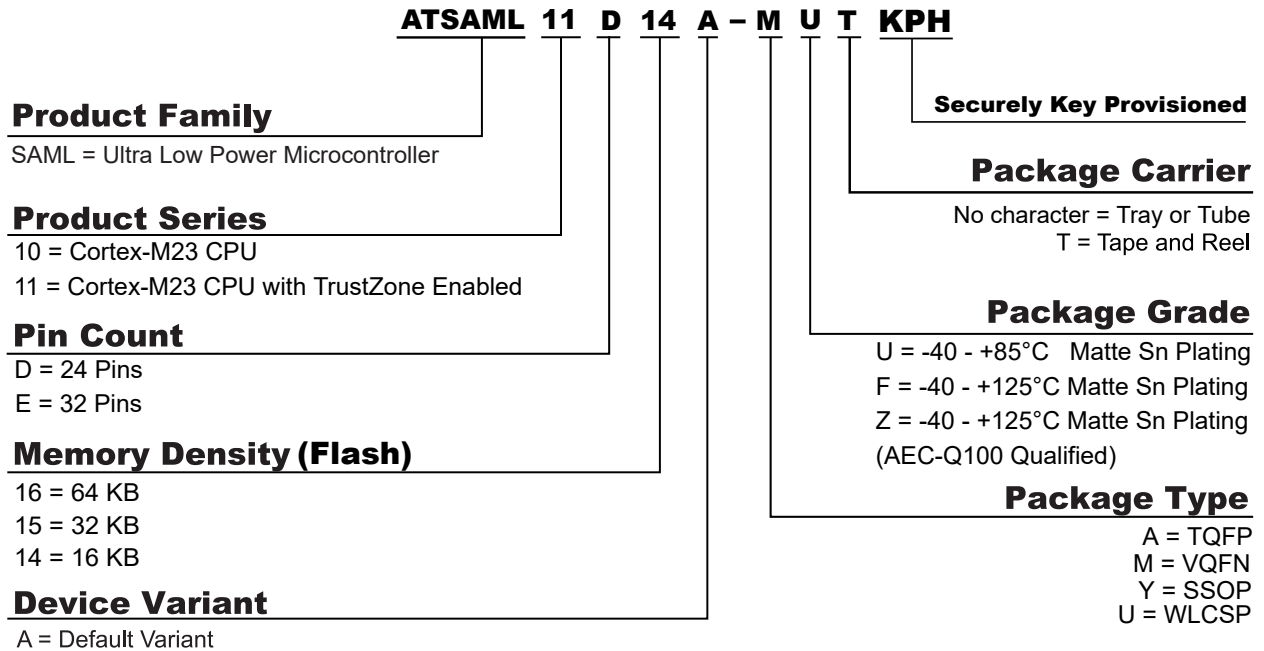 ATSAML 11 D 14 A – M U T KPH
Product Family
SAML = Ultra Low Power Microcontroller
Product Series
10 = Cortex-M23 CPU
11 = Cortex-M23 CPU with TrustZone Enabled
Pin Count
D = 24 Pins
E = 32 Pins
Memory Density (Flash)
16 = 64 KB
15 = 32 KB
14 = 16 KB
Device Variant
A = Default Variant
Securely Key Provisioned
Package Carrier
No character = Tray or Tube
T = Tape and Reel
Package Grade
U = -40 - +85°C Matte Sn Plating
F = -40 - +125°C Matte Sn Plating
Z = -40 - +125°C Matte Sn Plating
(AEC-Q100 Qualified)
Package Type
A = TQFP
M = VQFN
Y = SSOP
U = WLCSP